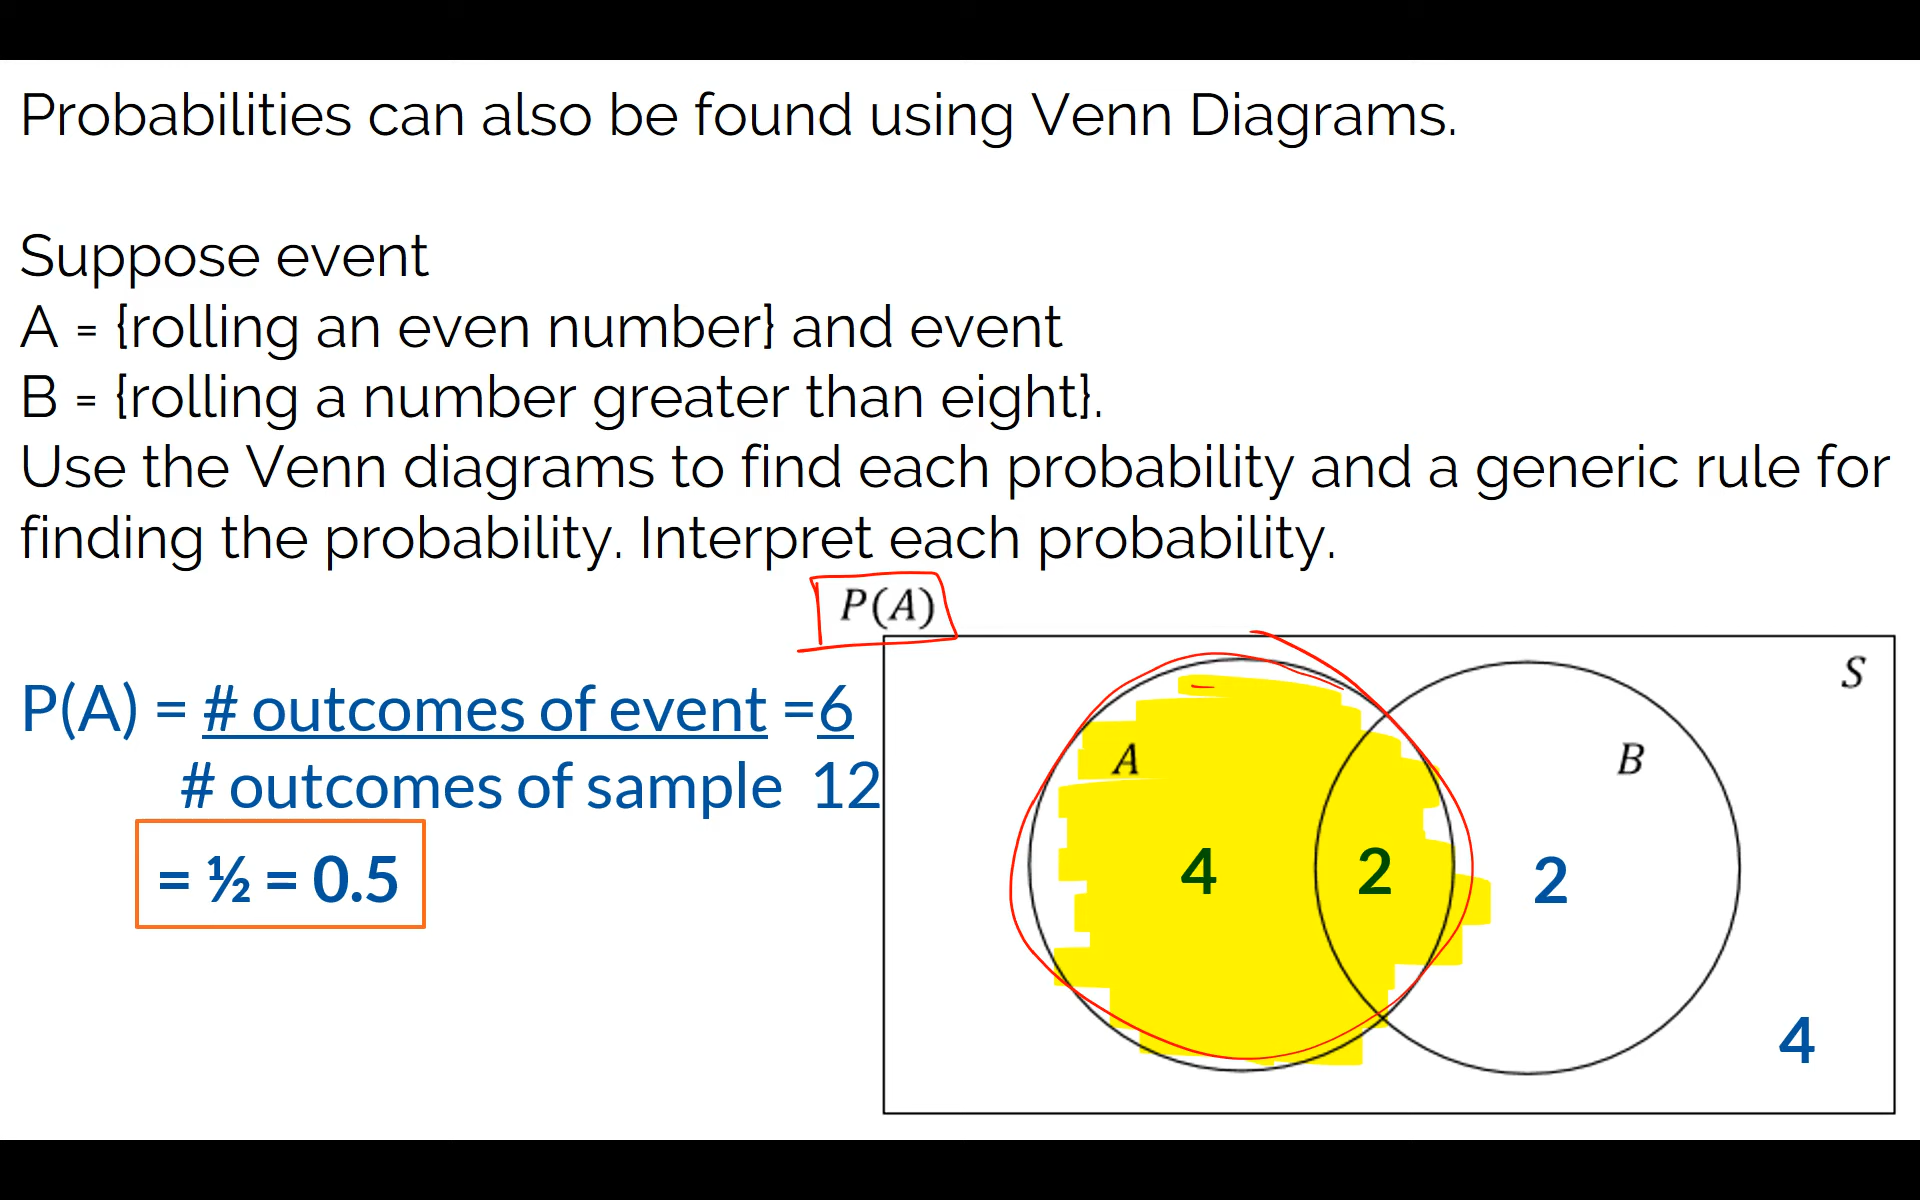 Probabilities can also be found using Venn Diagrams.
Suppose event
A = {rolling an even number} and event
B = {rolling a number greater than eight}.
Use the Venn diagrams to find each probability and a generic rule for
finding the probability. Interpret each probability.
P(A)
P(A) = # outcomes of event =6
# outcomes of sample 12
= ½ = 0.5
S
A
B
4
2
2
4